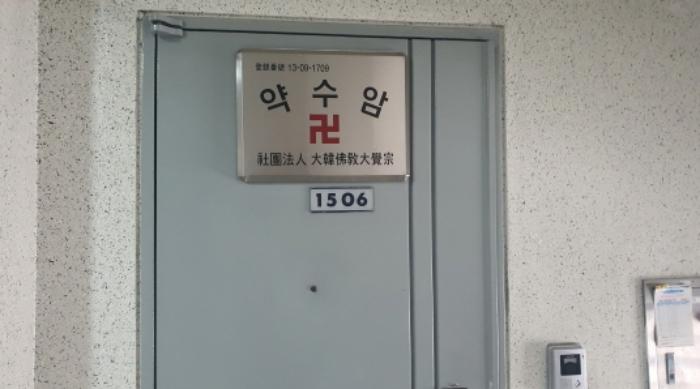 登錄番號 13-09-1709
약수암
卍
社團法人 大韓佛敎大覺宗
1506